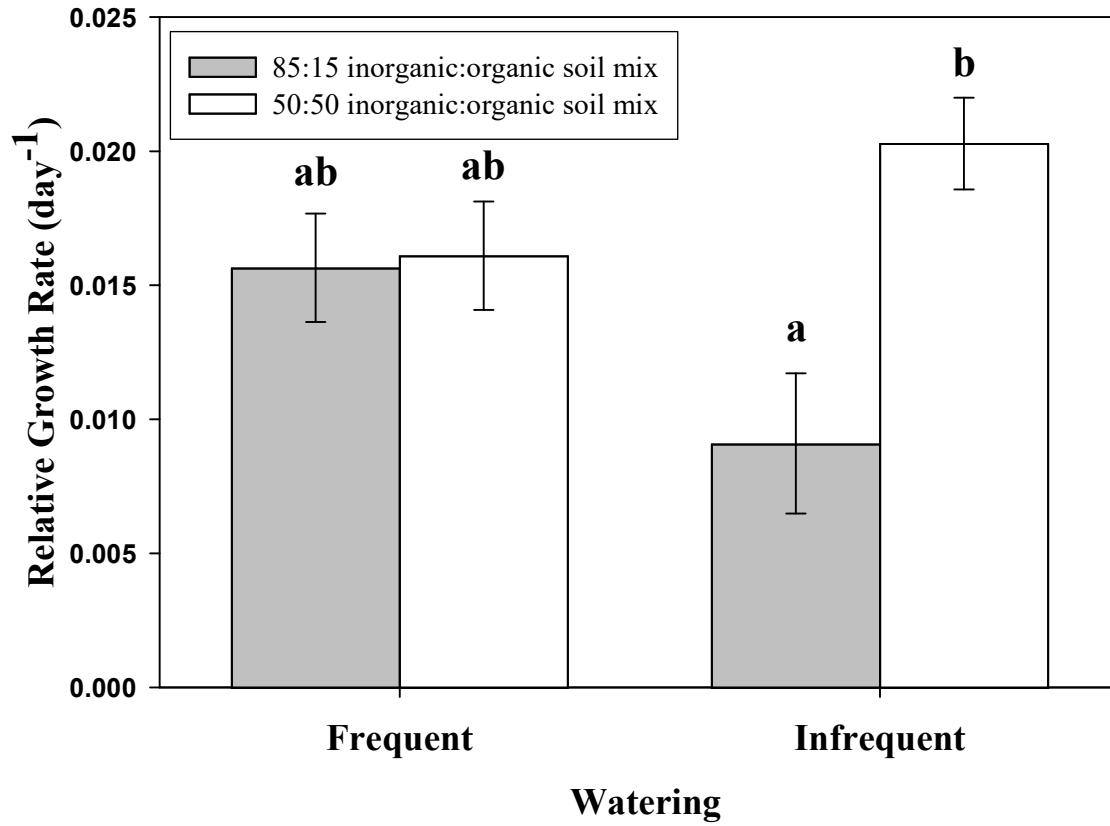 0.025
0.020
0.015
0.010
0.005
0.000
Relative Growth Rate (day-1)
85:15 inorganic:organic soil mix
50:50 inorganic:organic soil mix
ab
ab
a
b
Frequent
Infrequent
Watering